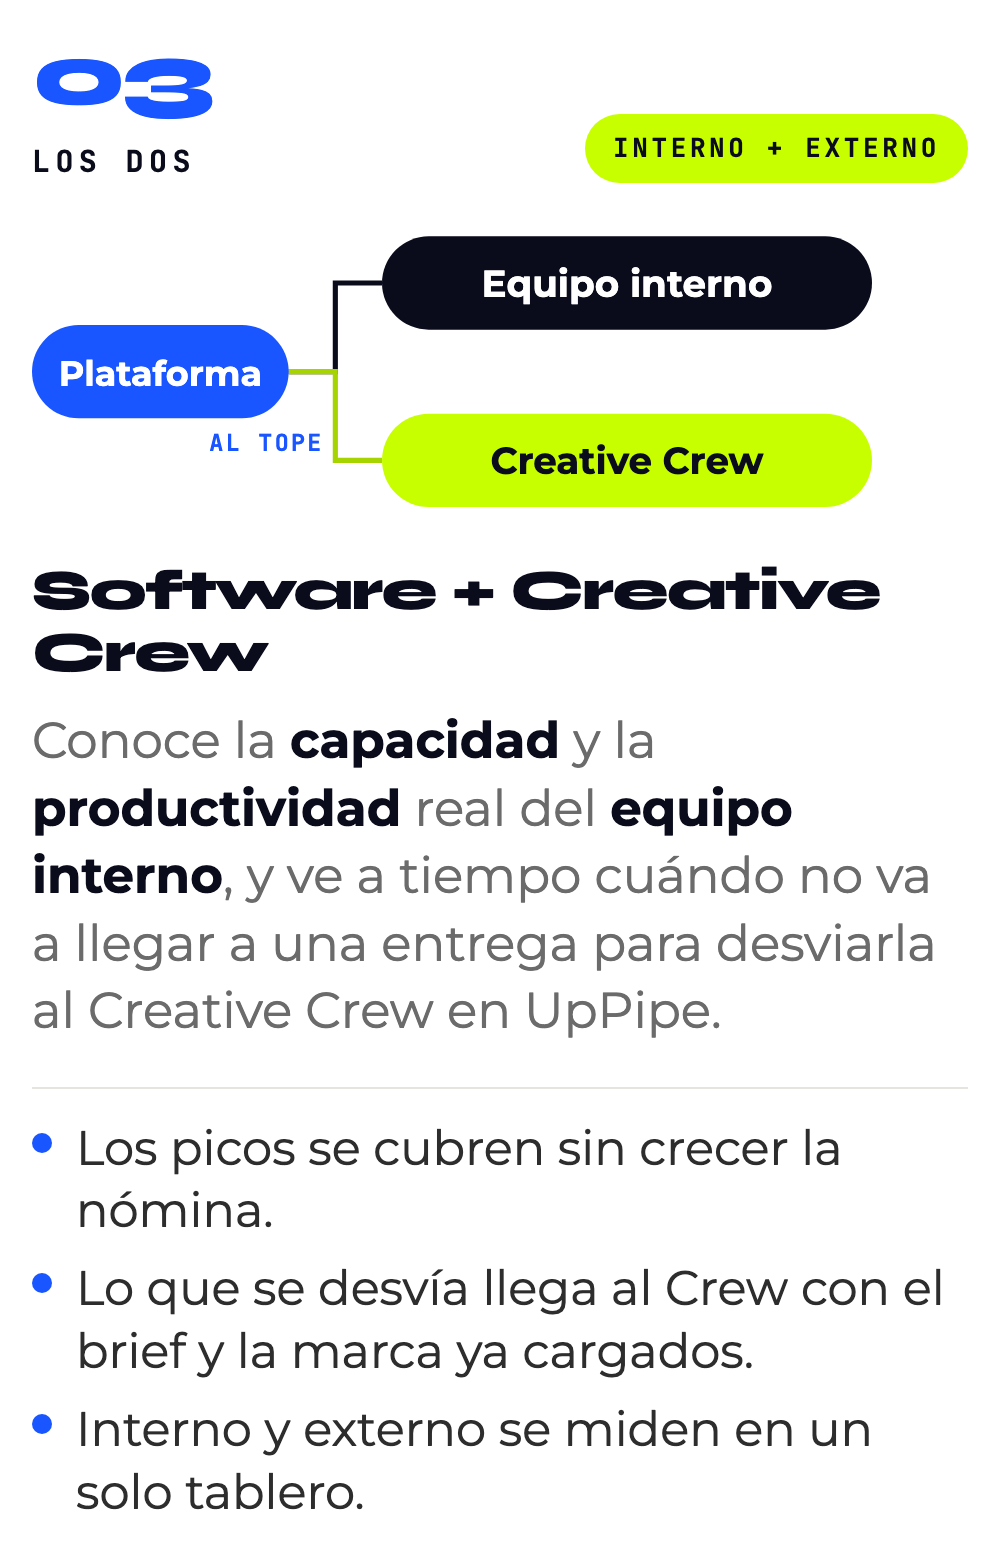 03
LOS DOS
INTERNO + EXTERNO
Equipo interno
Plataforma
AL TOPE
Creative Crew
Software + Creative
Crew
Conoce la capacidad y la
productividad real del equipo
interno, y ve a tiempo cuándo no va
a llegar a una entrega para desviarla
al Creative Crew en UpPipe.
Los picos se cubren sin crecer la
nómina.
Lo que se desvía llega al Crew con el
brief y la marca ya cargados.
Interno y externo se miden en un
solo tablero.